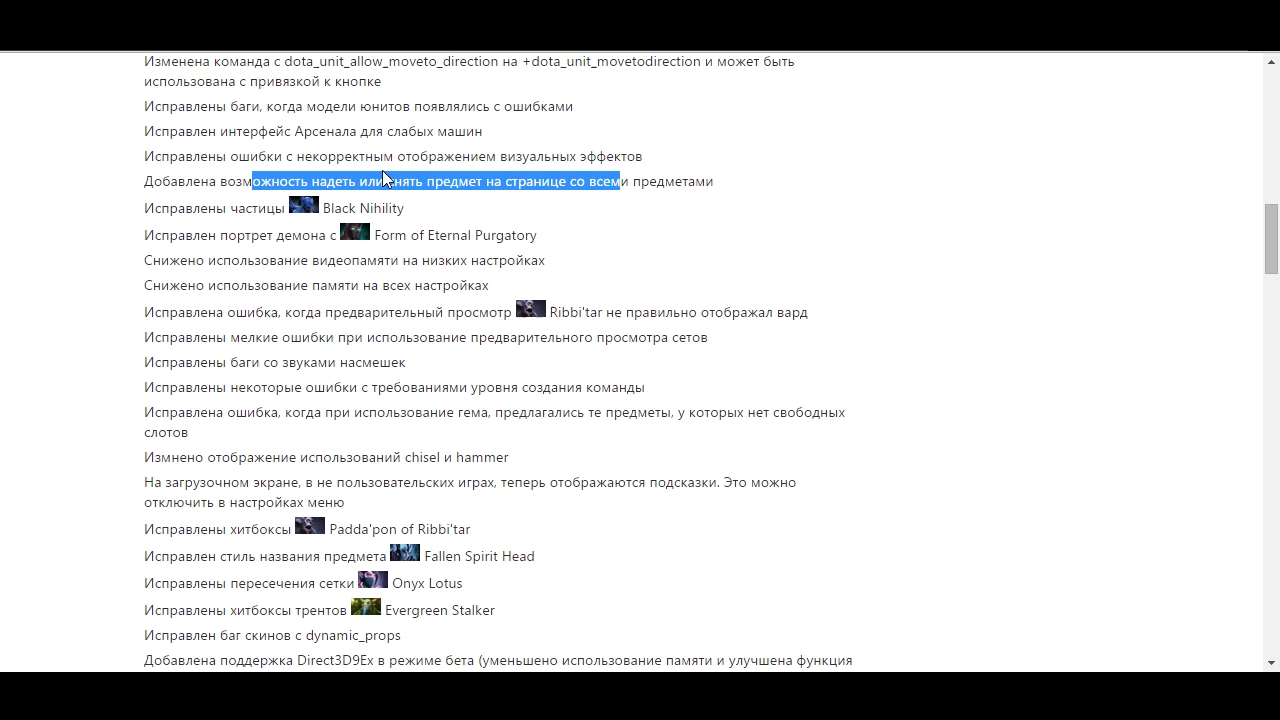 Изменена команда с dota_unit_allow_moveto_direction на +dota_unit_movetodirection и может быть
использована с привязкой к кнопке
Исправлены баги, когда модели юнитов появлялись с ошибками
Исправлен интерфейс Арсенала для слабых машин
Исправлены ошибки с некорректным отображением визуальных эффектов
Добавлена возможность надеть или снять предмет на странице со всеми предметами
Исправлены частицы Black Nihility
Исправлен портрет демона с Form of Eternal Purgatory
Снижено использование видеопамяти на низких настройках
Снижено использование памяти на всех настройках
Исправлена ошибка, когда предварительный просмотр Ribbi'tar не правильно отображал вард
Исправлены мелкие ошибки при использование предварительного просмотра сетов
Исправлены баги со звуками насмешек
Исправлены некоторые ошибки с требованиями уровня создания команды
Исправлена ошибка, когда при использование гема, предлагались те предметы, у которых нет свободных
слотов
Измнено отображение использований chisel и hammer
На загрузочном экране, в не пользовательских играх, теперь отображаются подсказки. Это можно
отключить в настройках меню
Исправлены хитбоксы Padda'pon of Ribbi'tar
Исправлен стиль названия предмета Fallen Spirit Head
Исправлены пересечения сетки Onyx Lotus
Исправлены хитбоксы трентов Evergreen Stalker
Исправлен баг скинов с dynamic_props
Добавлена поддержка Direct3D9Ex в режиме бета (уменьшено использование памяти и улучшена функция